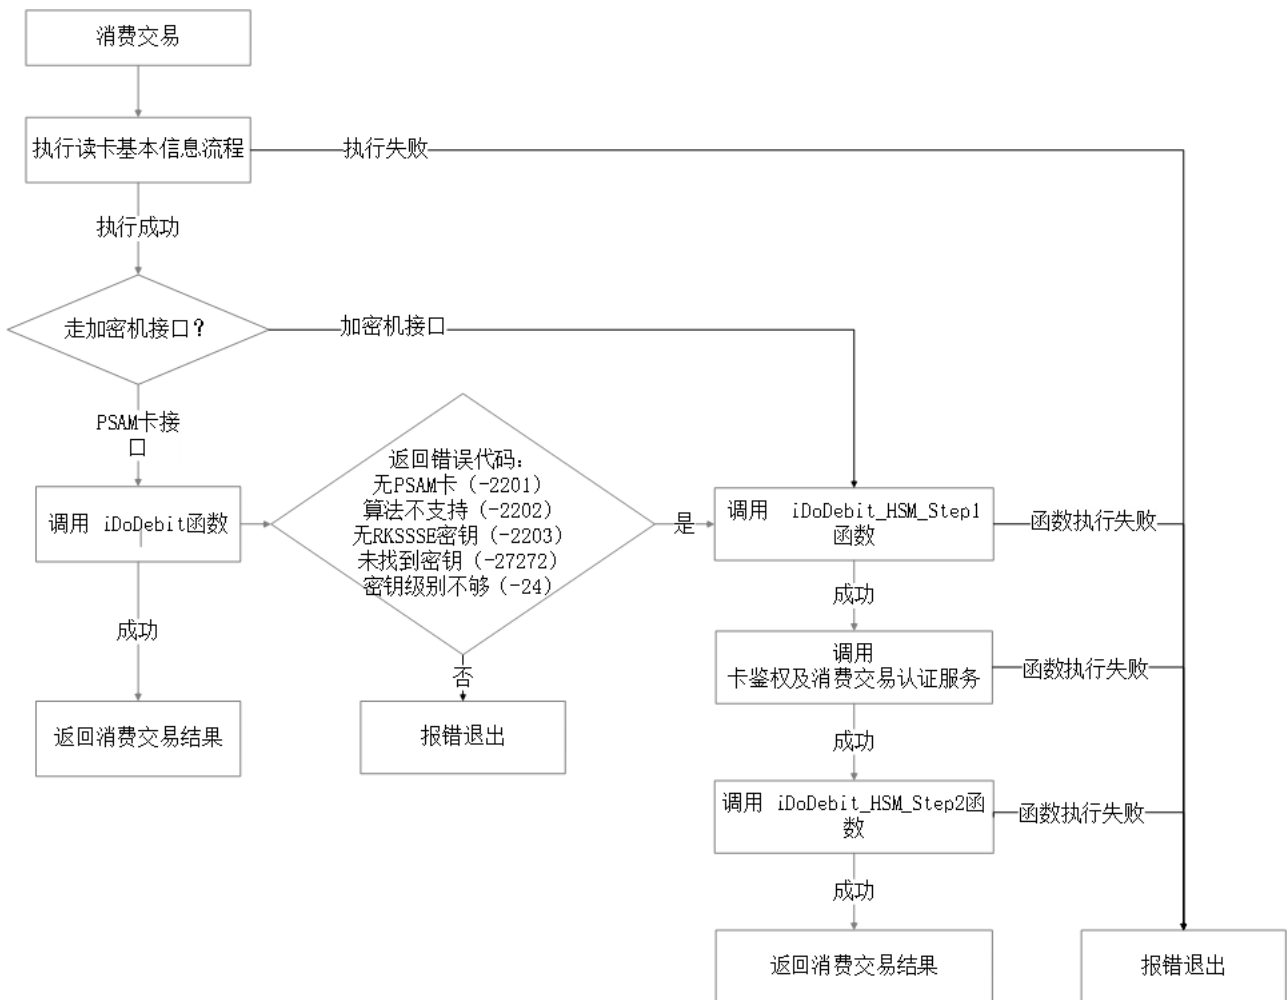 消费交易
执行读卡基本信息流程
执行失败
执行成功
走加密机接口？
加密机接口
PSAM卡接
口
调用 iDoDebit函数
返回错误代码：
无PSAM卡（-2201）
算法不支持（-2202）
无RKSSSE密钥（-2203）
未找到密钥（-27272）
密钥级别不够（-24）
是
调用 iDoDebit_HSM_Step1
函数
函数执行失败
成功
成功
调用
卡鉴权及消费交易认证服务
函数执行失败
否
返回消费交易结果
报错退出
成功
调用 iDoDebit_HSM_Step2函
数
函数执行失败
成功
返回消费交易结果
报错退出